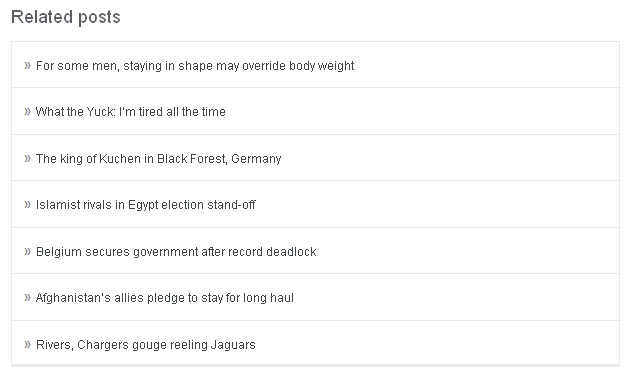 Related posts
» For some men, staying in shape may override body weight
» What the Yuck: I'm tired all the time
» The king of Kuchen in Black Forest, Germany
» Islamist rivals in Egypt election stand-off
» Belgium secures government after record deadlock
» Afghanistan's allies pledge to stay for long haul
» Rivers, Chargers gouge reeling Jaguars